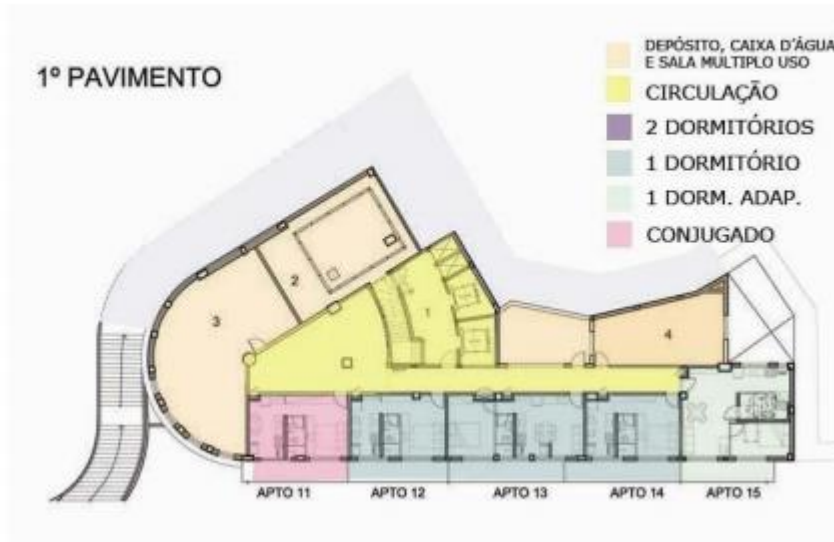 1º PAVIMENTO
DEPÓSITO, CAIXA D'ÁGUA
E SALA MULTIPLO USO
CIRCULAÇÃO
2 DORMITÓRIOS
1 DORMITÓRIO
1 DORM. ADAP.
CONJUGADO
2
3
1
4
APTO 11
APTO 12
APTO 13
APTO 14
APTO 15